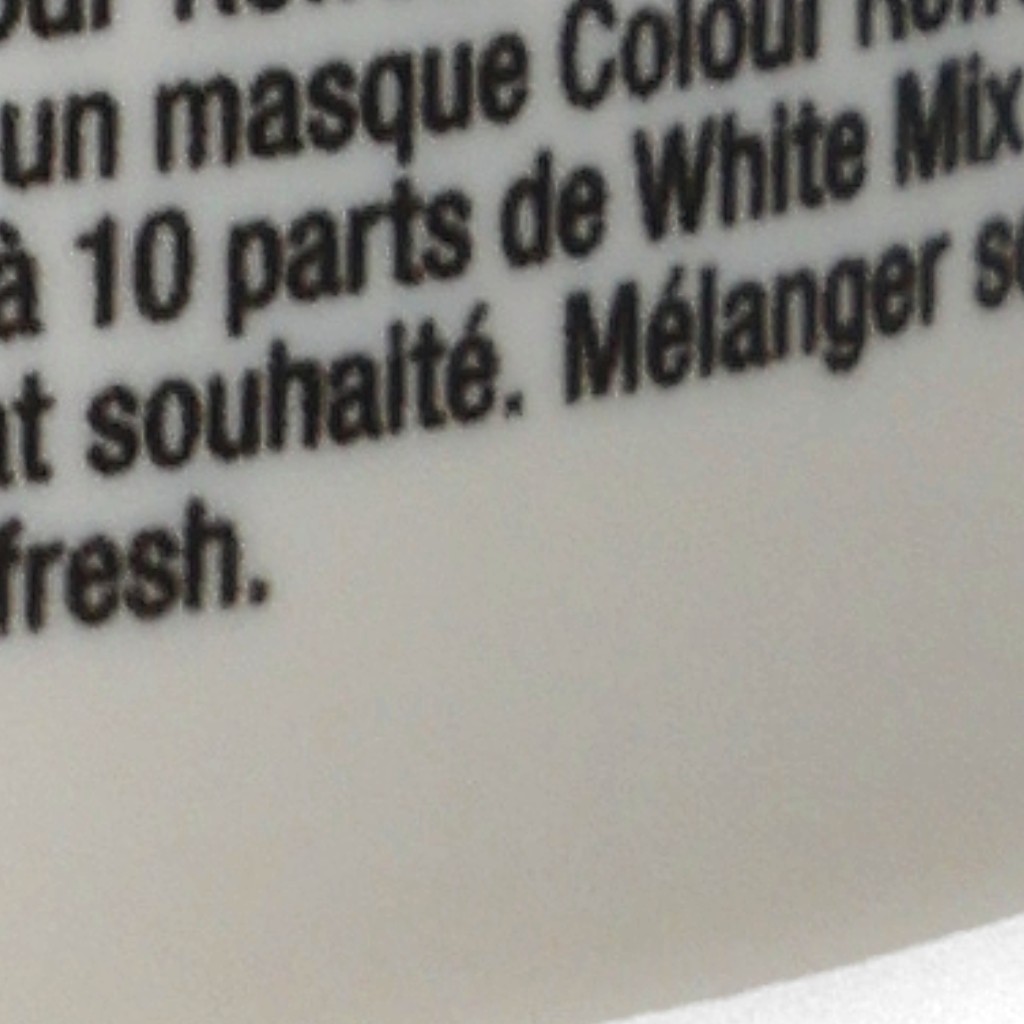 un masque Colour
à 10 parts de White Mix
souhaité. Mélanger
fresh.